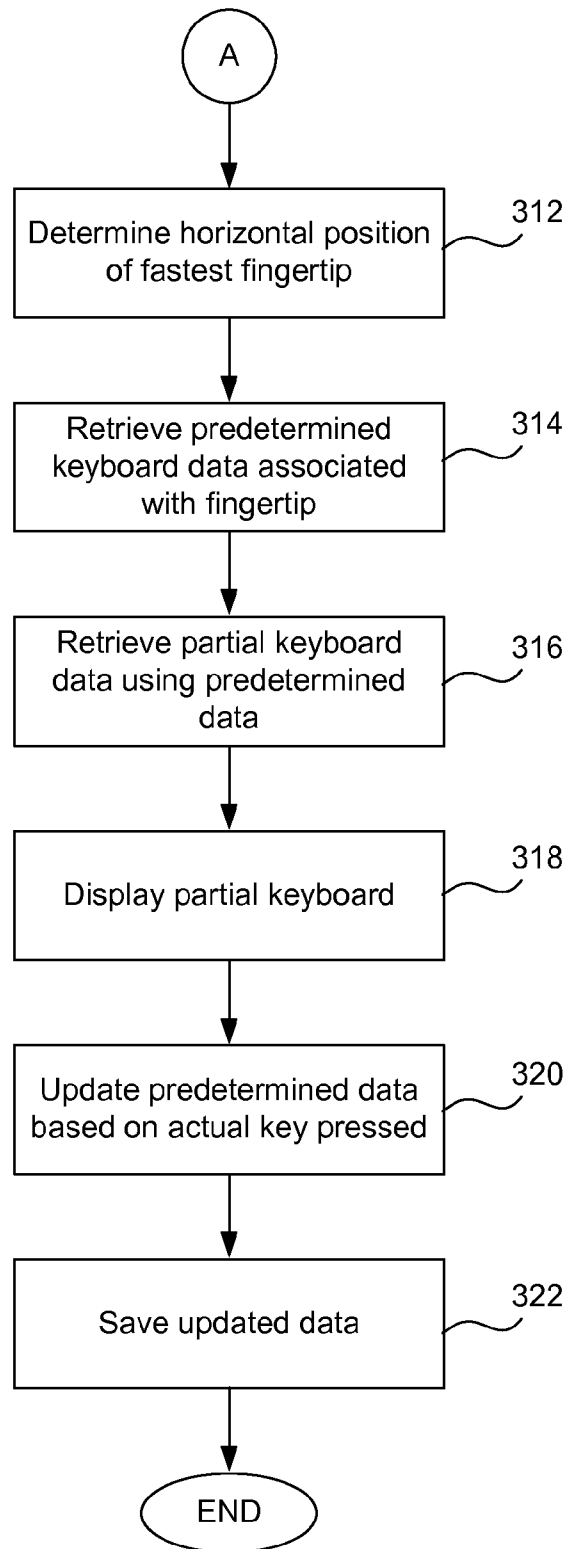 A
Determine horizontal position
of fastest fingertip
312
Retrieve predetermined
keyboard data associated
with fingertip
314
Retrieve partial keyboard
data using predetermined
data
316
Display partial keyboard
318
Update predetermined data
based on actual key pressed
320
Save updated data
322
END